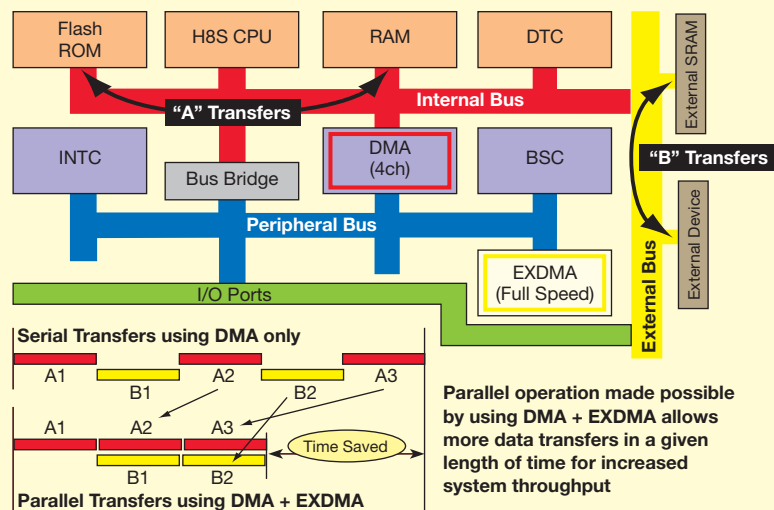 Flash
ROM
H8S CPU
RAM
DTC
External SRAM
Internal Bus
"A" Transfers
"B" Transfers
INTC
Bus Bridge
DMA
(4ch)
BSC
Peripheral Bus
External Device
EXDMA
(Full Speed)
I/O Ports
External Bus
Serial Transfers using DMA only
A1
B1
A2
B2
A3
A1
A2
A3
Time Saved
B1
B2
Parallel Transfers using DMA + EXDMA
Parallel operation made possible
by using DMA + EXDMA allows
more data transfers in a given
length of time for increased
system throughput